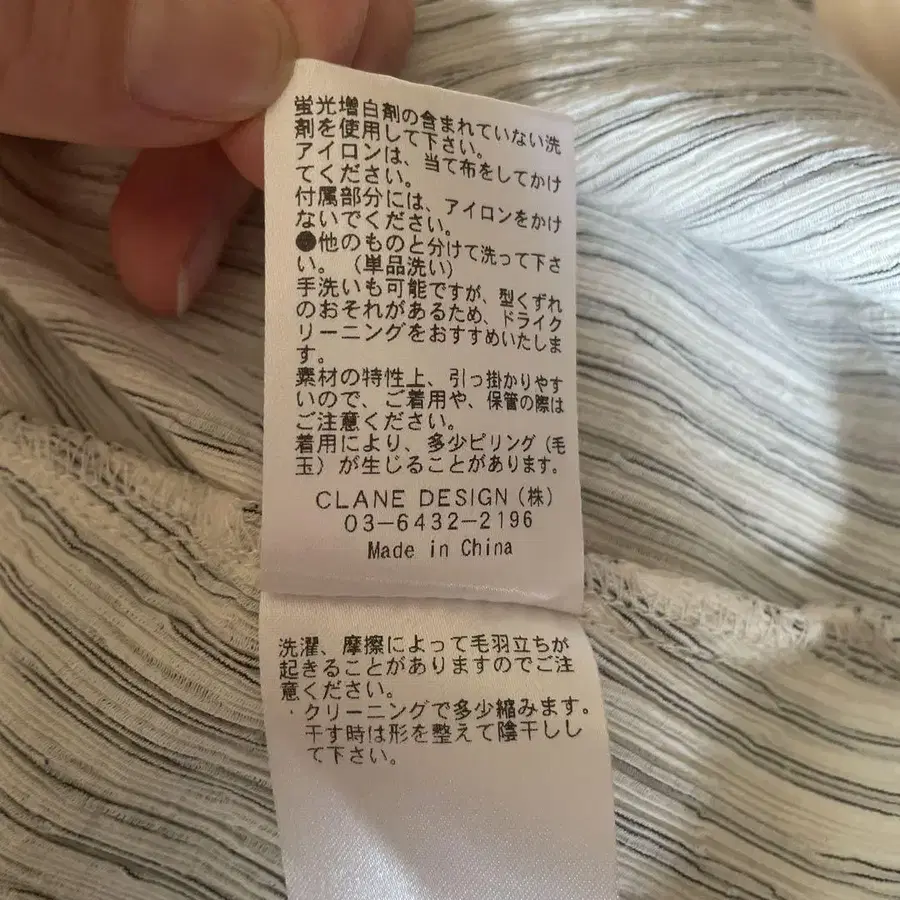 蛍光増白剤の含まれていない洗
剤を使用して下さい。
アイロンは、当て布をしてかけ
てください。
付属部分には、アイロンをかけ
ないでください。
●他のものと分けて洗って下さ
い。（単品洗い）
手洗いも可能ですが、型くずれ
のおそれがあるため、ドライク
リーニングをおすすめいたしま
す。
素材の特性上、引っ掛かりやす
いので、ご着用や、保管の際は
ご注意ください。
着用により、多少ピリング（毛
玉）が生じることがあります。
CLANE DESIGN（株）
03-6432-2196
Made in China
洗濯、摩擦によって毛羽立ちが
起きることがありますのでご注
意ください。
・クリーニングで多少縮みます。
干す時は形を整えて陰干しし
て下さい。